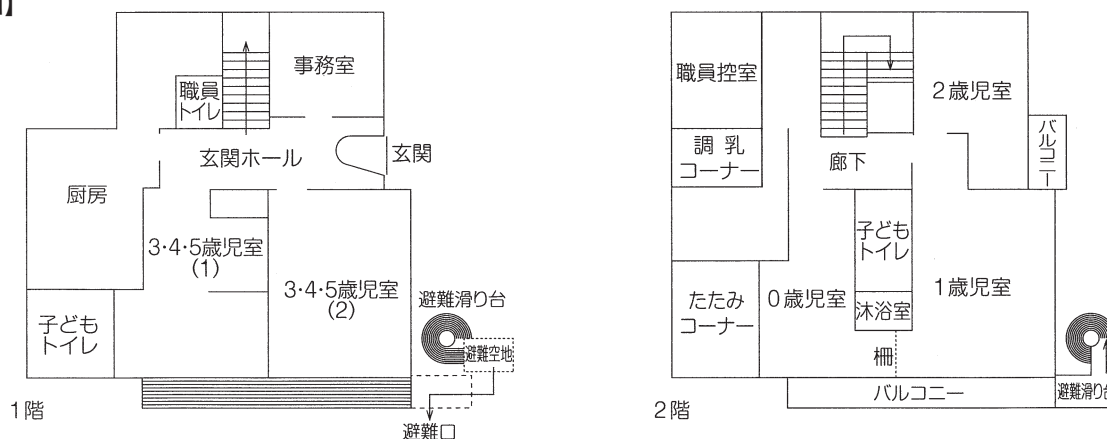 事務室
職員
トイレ
玄関ホール
玄関
厨房
3・4・5歳児室
(1)
3・4・5歳児室
(2)
避難滑り台
避難空地
子ども
トイレ
1階
避難口
職員控室
2歳児室
バルコニー
調乳
コーナー
廊下
子ども
トイレ
1歳児室
たたみ
コーナー
0歳児室
沐浴室
柵
バルコニー
避難滑り台
2階